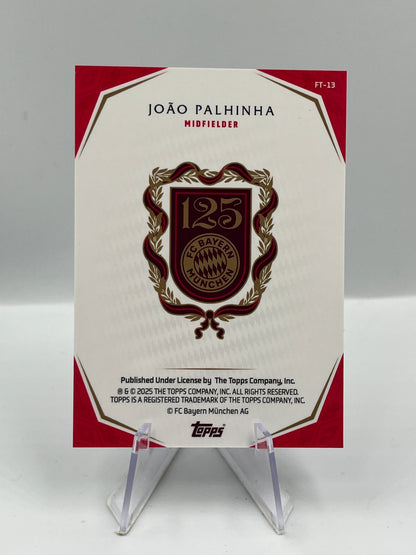 FT-13
JOÃO PALHINHA
MIDFIELDER
125
FC BAYERN
MÜNCHEN
Published Under License by The Topps Company, Inc.
® & © 2025 THE TOPPS COMPANY, INC. ALL RIGHTS RESERVED.
TOPPS IS A REGISTERED TRADEMARK OF THE TOPPS COMPANY, INC.
© FC Bayern München AG
Topps